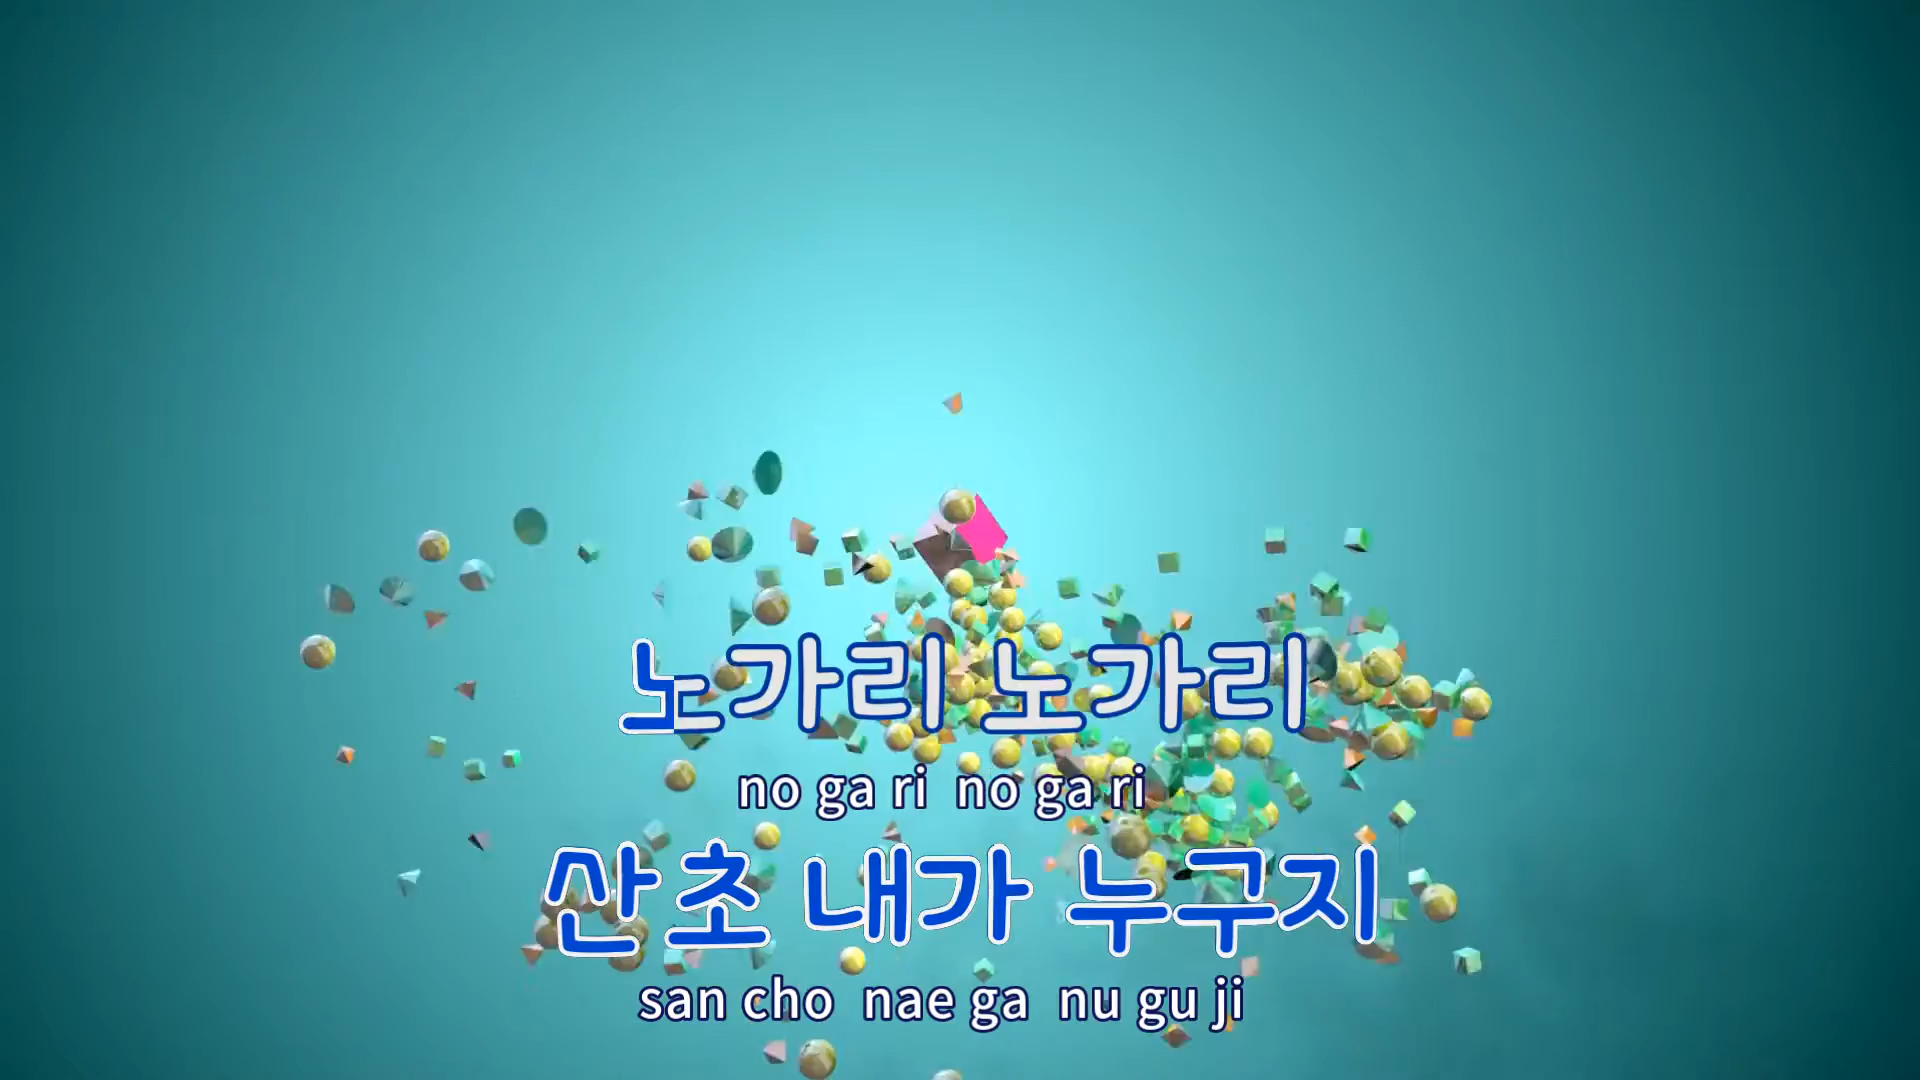 노가리 노가리
no ga ri no ga ri
산초 내가 누구지
san cho nae ga nu gu ji